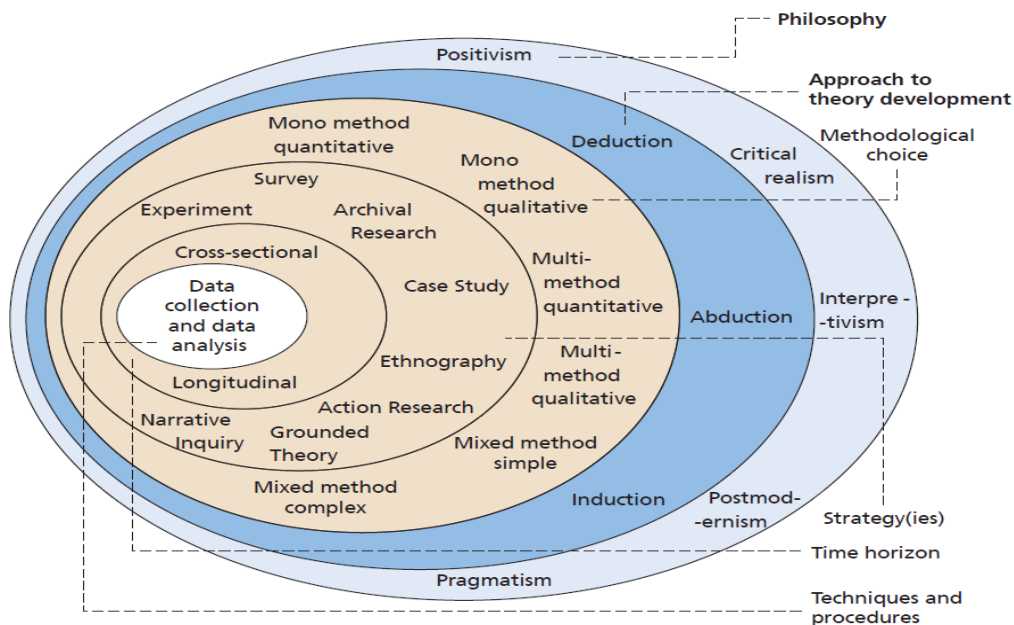 Philosophy
Positivism
Approach to
theory development
Mono method
quantitative
Deduction
Methodological
choice
Critical
realism
Mono
method
qualitative
Survey
Experiment
Archival
Research
Cross-sectional
Data
collection
and data
analysis
Case Study
Multi-
method
quantitative
Abduction
Interpre -
-tivism
Ethnography
Multi-
method
qualitative
Longitudinal
Action Research
Narrative
Inquiry
Grounded
Theory
Mixed method
simple
Mixed method
complex
Induction
Postmod-
-ernism
Strategy(ies)
Time horizon
Pragmatism
Techniques and
procedures